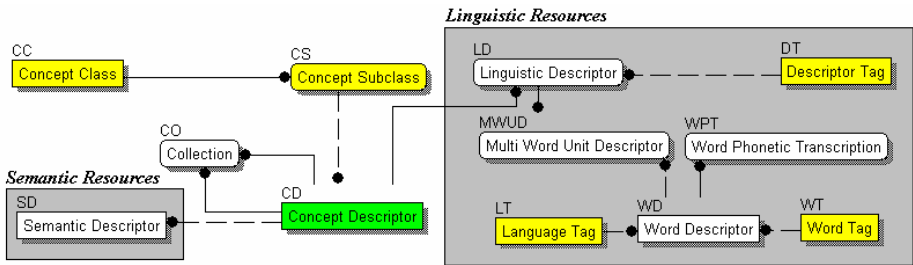 Linguistic Resources
CC
Concept Class
CS
Concept Subclass
LD
Linguistic Descriptor
DT
Descriptor Tag
CO
Collection
MWUD
Multi Word Unit Descriptor
WPT
Word Phonetic Transcription
Semantic Resources
SD
Semantic Descriptor
CD
Concept Descriptor
LT
Language Tag
WD
Word Descriptor
WT
Word Tag